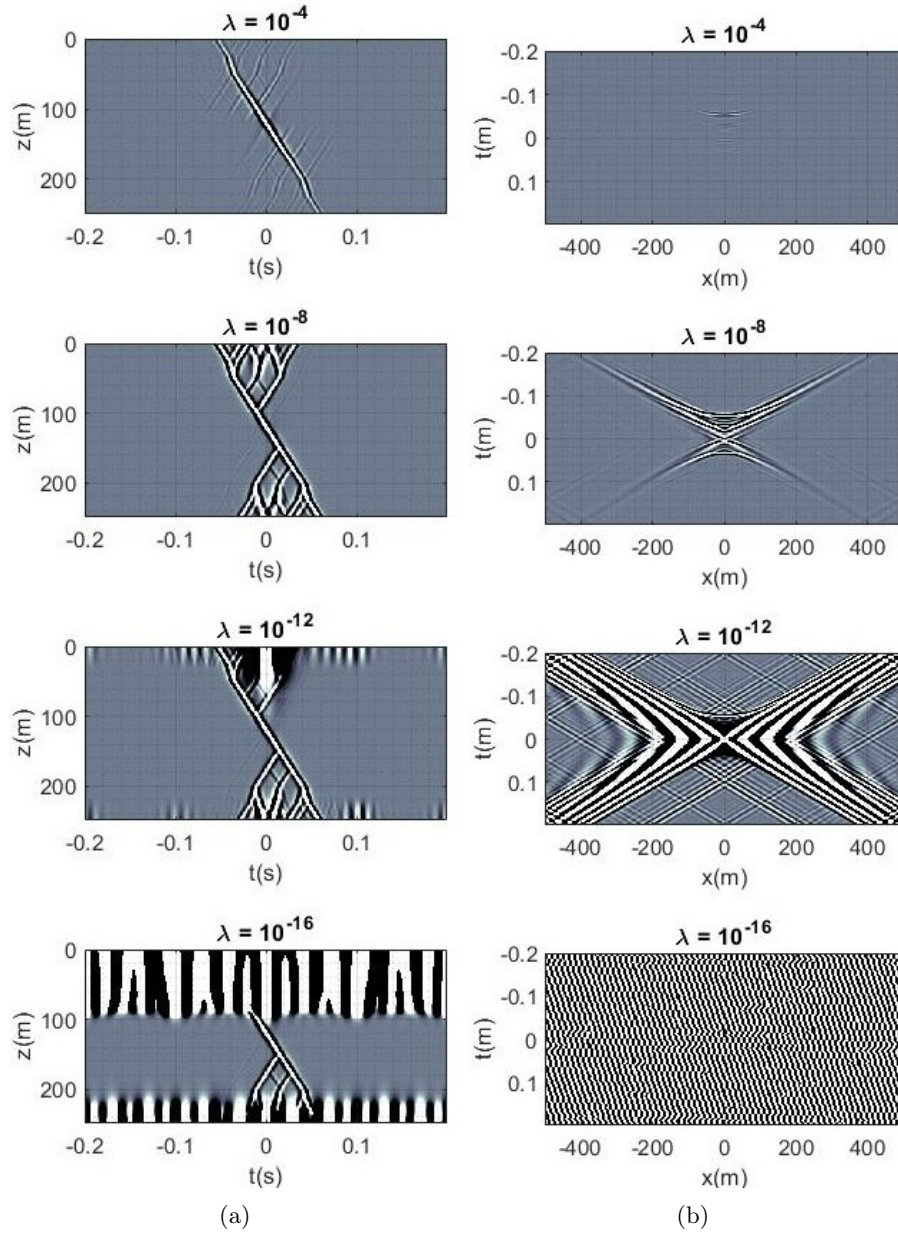 λ = 10⁻⁴
0
100
200
z(m)
-0.2 -0.1 0 0.1
t(s)
λ = 10⁻⁴
-0.2
-0.1
0
0.1
t(m)
-400 -200 0 200 400
x(m)
λ = 10⁻⁸
0
100
200
z(m)
-0.2 -0.1 0 0.1
t(s)
λ = 10⁻⁸
-0.2
-0.1
0
0.1
t(m)
-400 -200 0 200 400
x(m)
λ = 10⁻¹²
0
100
200
z(m)
-0.2 -0.1 0 0.1
t(s)
λ = 10⁻¹²
-0.2
-0.1
0
0.1
t(m)
-400 -200 0 200 400
x(m)
λ = 10⁻¹⁶
0
100
200
z(m)
-0.2 -0.1 0 0.1
t(s)
λ = 10⁻¹⁶
-0.2
-0.1
0
0.1
t(m)
-400 -200 0 200 400
x(m)
(a)
(b)